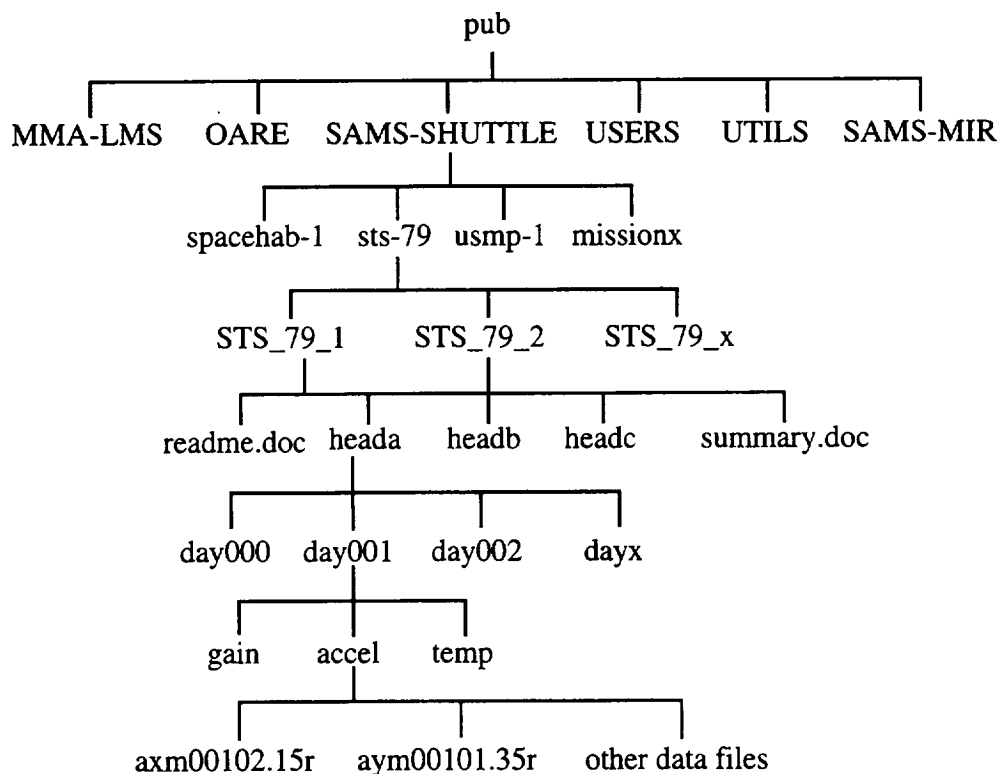 pub
MMA-LMS OARE SAMS-SHUTTLE USERS UTILS SAMS-MIR
spacehab-1 sts-79 usmp-1 missionx
STS_79_1 STS_79_2 STS_79_x
readme.doc heada headb headc summary.doc
day000 day001 day002 dayx
gain accel temp
axm00102.15r aym00101.35r other data files